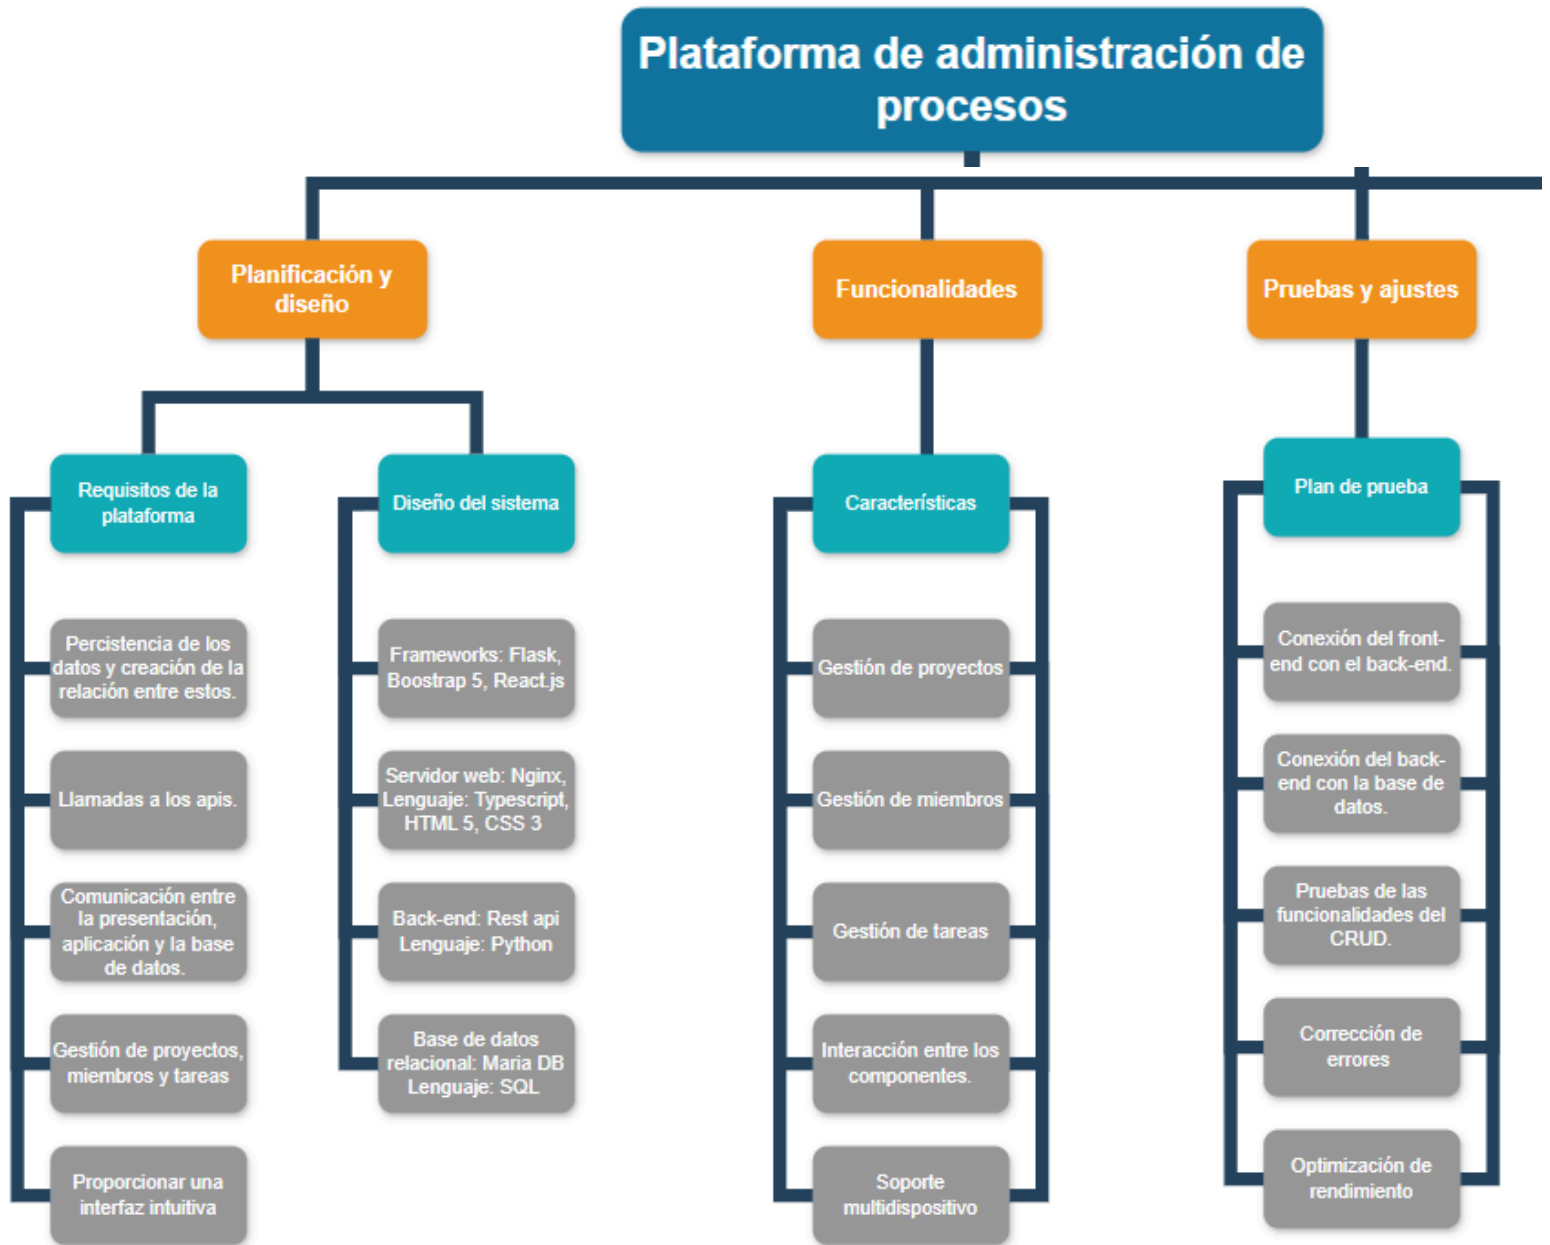 Plataforma de administración de
procesos
Planificación y
diseño
Funcionalidades
Pruebas y ajustes
Requisitos de la
plataforma
Diseño del sistema
Características
Plan de prueba
Percistencia de los
datos y creación de la
relación entre estos.
Llamadas a los apis.
Comunicación entre
la presentación,
aplicación y la base
de datos.
Gestión de proyectos,
miembros y tareas
Proporcionar una
interfaz intuitiva
Frameworks: Flask,
Boostrap 5, React.js
Servidor web: Nginx,
Lenguaje: Typescript,
HTML 5, CSS 3
Back-end: Rest api
Lenguaje: Python
Base de datos
relacional: Maria DB
Lenguaje: SQL
Gestión de proyectos
Gestión de miembros
Gestión de tareas
Interacción entre los
componentes.
Soporte
multidispositivo
Conexión del front-
end con el back-end.
Conexión del back-
end con la base de
datos.
Pruebas de las
funcionalidades del
CRUD.
Corrección de
errores
Optimización de
rendimiento